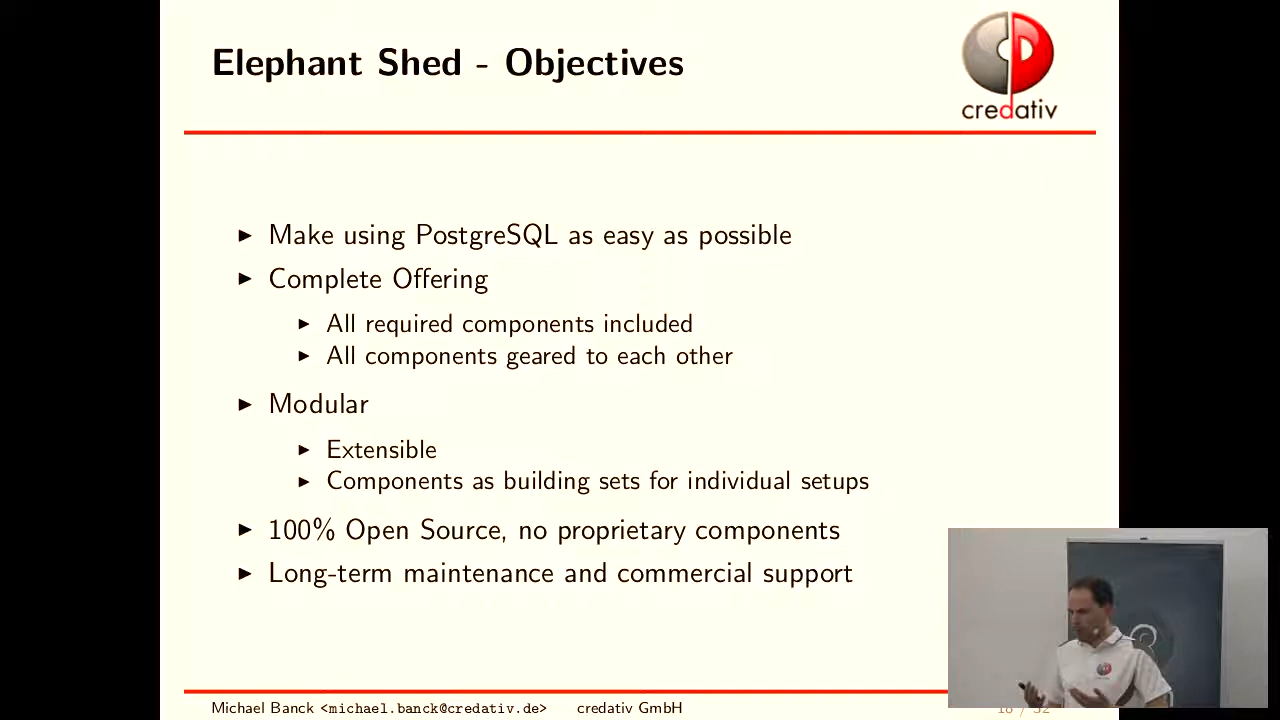 Elephant Shed - Objectives
credativ
Make using PostgreSQL as easy as possible
Complete Offering
All required components included
All components geared to each other
Modular
Extensible
Components as building sets for individual setups
100% Open Source, no proprietary components
Long-term maintenance and commercial support
Michael Banck <michael.banck@credativ.de> credativ GmbH